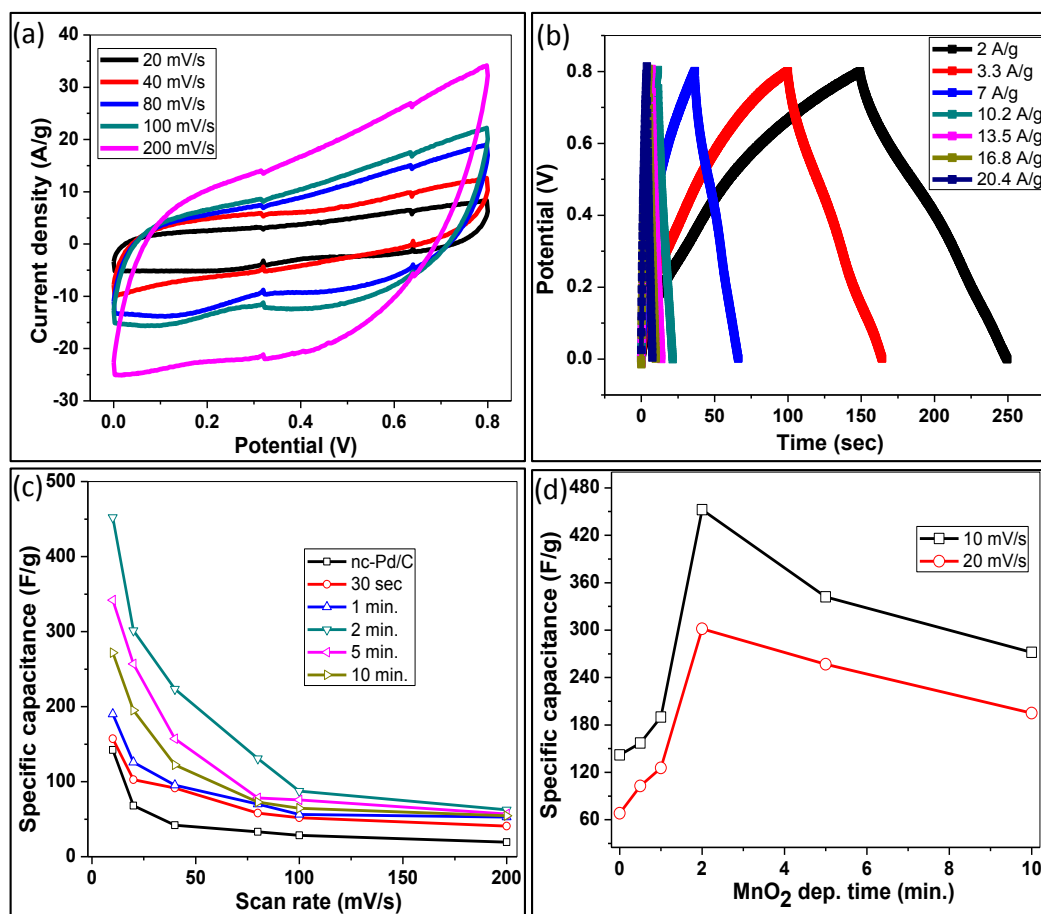 (a)
20 mV/s
40 mV/s
80 mV/s
100 mV/s
200 mV/s
Current density (A/g)
40
30
20
10
0
-10
-20
-30
0.0 0.2 0.4 0.6 0.8
Potential (V)
(b)
2 A/g
3.3 A/g
7 A/g
10.2 A/g
13.5 A/g
16.8 A/g
20.4 A/g
Potential (V)
0.8
0.6
0.4
0.2
0.0
0 50 100 150 200 250
Time (sec)
(c)
nc-Pd/C
30 sec
1 min.
2 min.
5 min.
10 min.
Specific capacitance (F/g)
500
400
300
200
100
0
0 50 100 150 200
Scan rate (mV/s)
(d)
10 mV/s
20 mV/s
Specific capacitance (F/g)
480
420
360
300
240
180
120
60
0 2 4 6 8 10
MnO2 dep. time (min.)